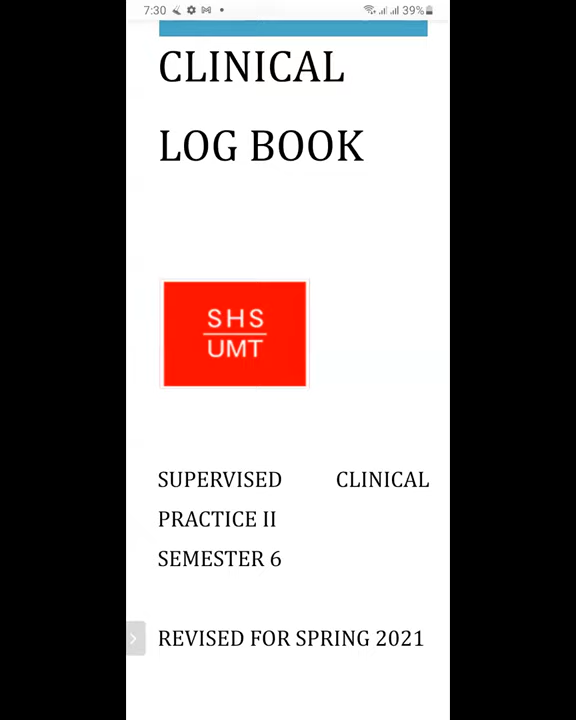 7:30 39%
CLINICAL
LOG BOOK
SHS
UMT
SUPERVISED CLINICAL
PRACTICE II
SEMESTER 6
REVISED FOR SPRING 2021